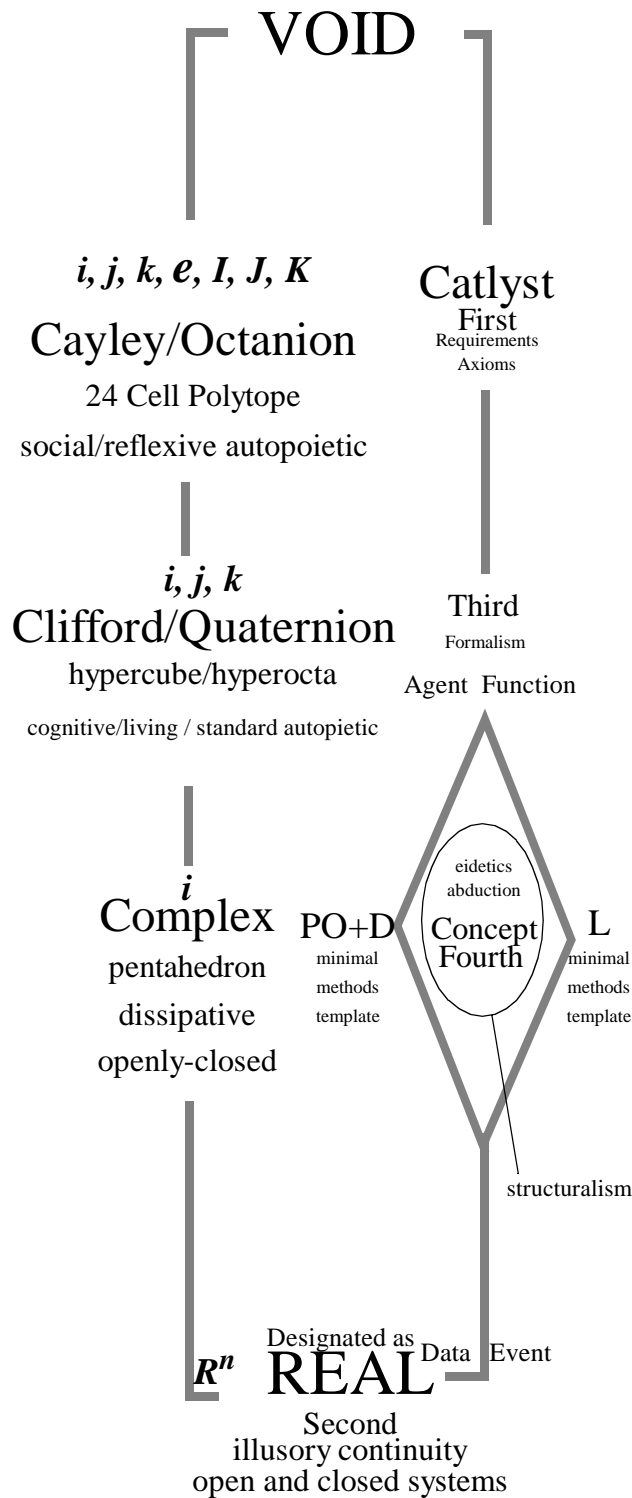 VOID
i, j, k, e, I, J, K
Cayley/Octanion
24 Cell Polytope
social/reflexive autopoietic
Catlyst
First
Requirements
Axioms
i, j, k
Clifford/Quaternion
hypercube/hyperocta
cognitive/living / standard autopietic
Third
Formalism
Agent Function
i
Complex
pentahedron
dissipative
openly-closed
PO+D
minimal
methods
template
eidetics
abduction
Concept
Fourth
L
minimal
methods
template
structuralism
Designated as
Data Event
Rⁿ REAL
Second
illusory continuity
open and closed systems